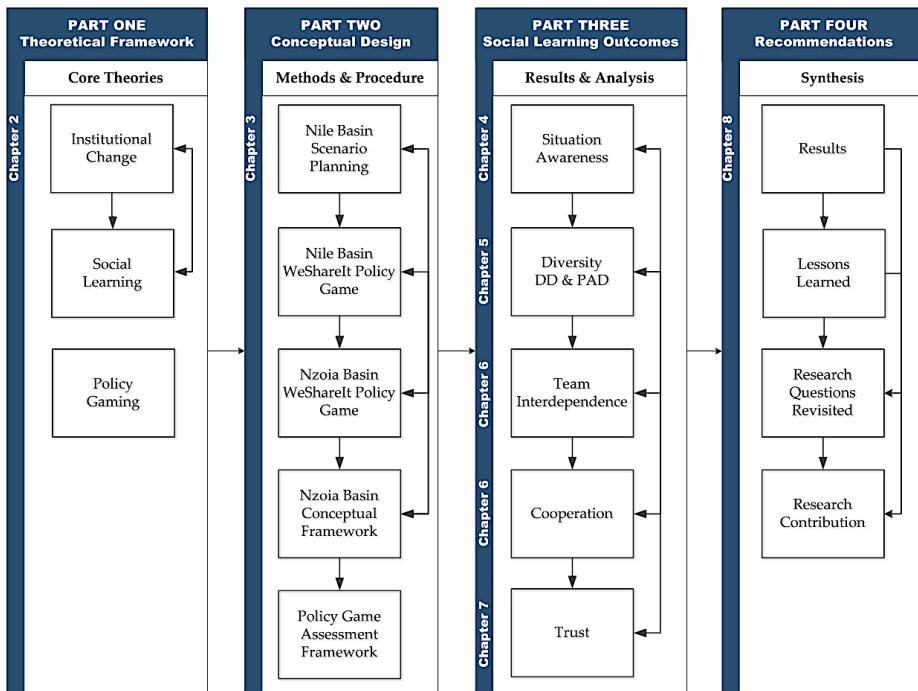 PART ONE
Theoretical Framework
Core Theories
Chapter 2
Institutional
Change
Social
Learning
Policy
Gaming
PART TWO
Conceptual Design
Methods & Procedure
Chapter 3
Nile Basin
Scenario
Planning
Nile Basin
WeShareIt Policy
Game
Nzoia Basin
WeShareIt Policy
Game
Nzoia Basin
Conceptual
Framework
Policy Game
Assessment
Framework
PART THREE
Social Learning Outcomes
Results & Analysis
Chapter 4
Situation
Awareness
Chapter 5
Diversity
DD & PAD
Chapter 6
Team
Interdependence
Chapter 6
Cooperation
Chapter 7
Trust
PART FOUR
Recommendations
Synthesis
Chapter 8
Results
Lessons
Learned
Research
Questions
Revisited
Research
Contribution